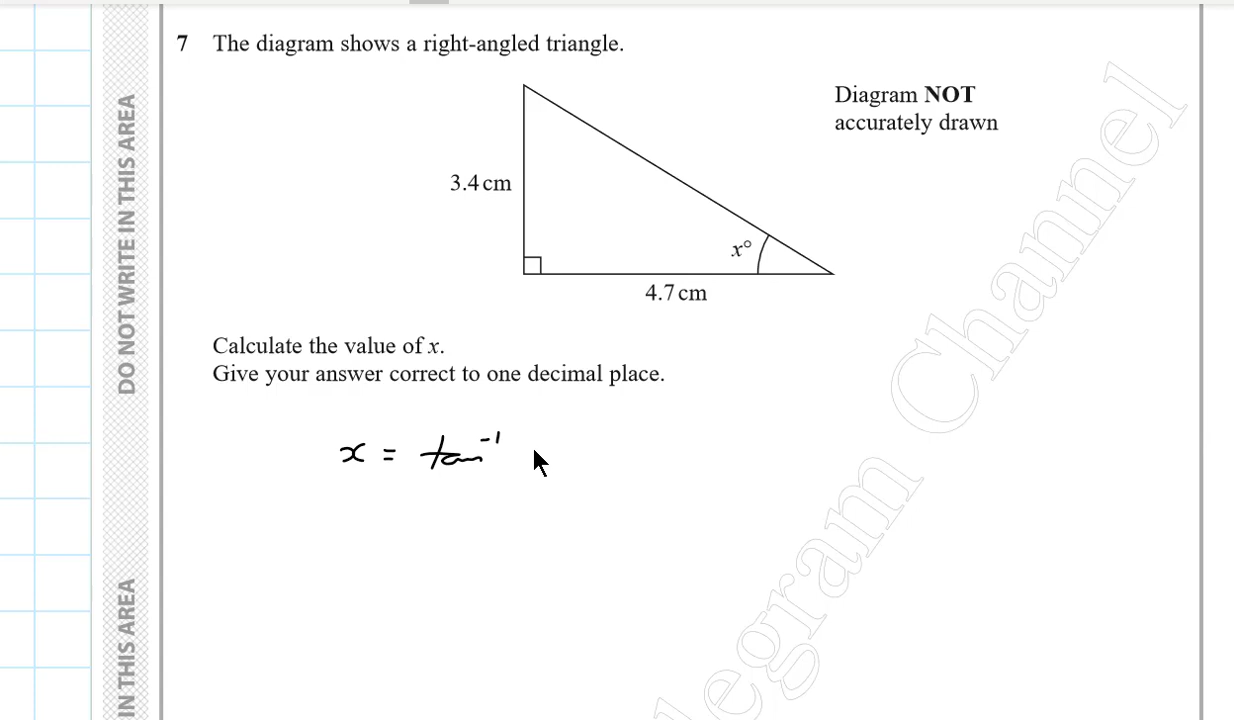 7 The diagram shows a right-angled triangle.
Diagram NOT
accurately drawn
3.4 cm
x°
4.7 cm
Calculate the value of x.
Give your answer correct to one decimal place.
x = tan⁻¹
DO NOT WRITE IN THIS AREA
IN THIS AREA
legram Channel